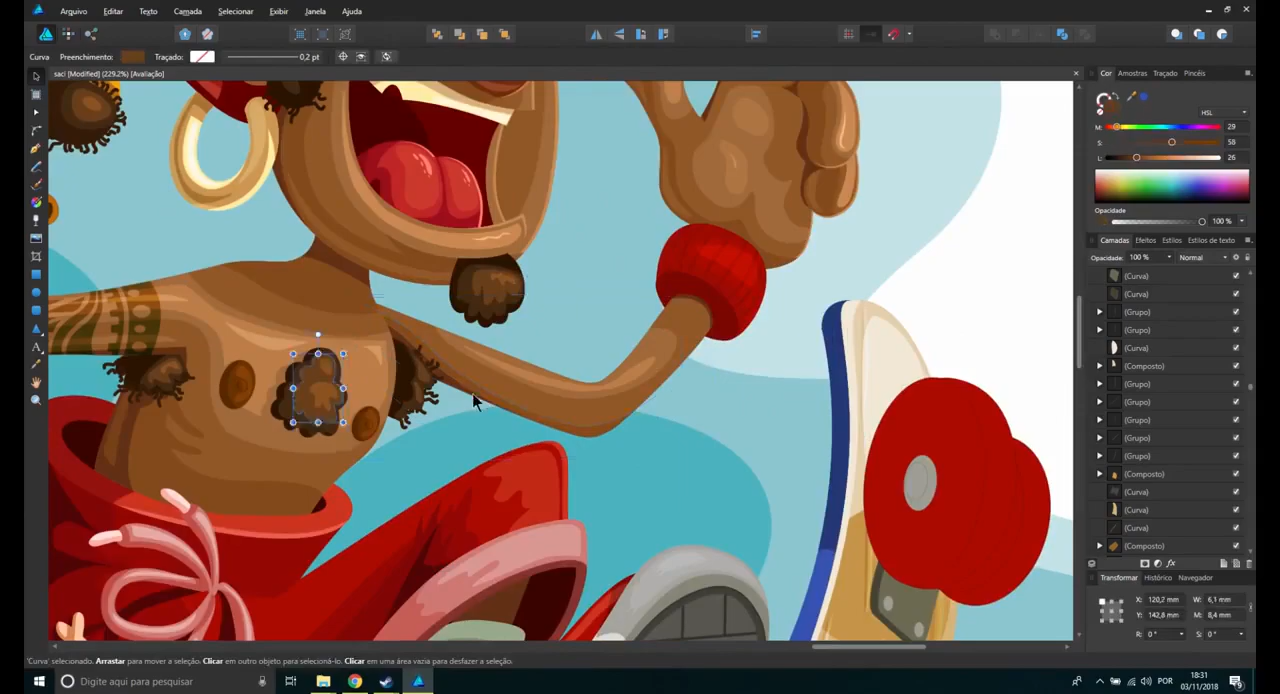 Arquivo Editar Texto Camada Selecionar Exibir Janela Ajuda
Curva Preenchimento: Traçado: 0,2 pt
saci [Modified] (229.2%) [Avaliação]
Cor Amostras Traçado Pincéis
HSL
M: 29
S: 58
L: 26
Opacidade
100 %
Camadas Efeitos Estilos Estilos de texto
Opacidade: 100 % Normal
(Curva)
(Curva)
(Grupo)
(Grupo)
(Curva)
(Composto)
(Grupo)
(Grupo)
(Grupo)
(Grupo)
(Grupo)
(Composto)
(Curva)
(Curva)
(Curva)
(Composto)
Transformar Histórico Navegador
X: 120,2 mm W: 6,1 mm
Y: 142,8 mm H: 8,4 mm
R: 0 ° S: 0 °
'Curva' selecionado. Arrastar para mover a seleção. Clicar em outro objeto para selecioná-lo. Clicar em uma área vazia para desfazer a seleção.
Digite aqui para pesquisar
POR
18:31
03/11/2018